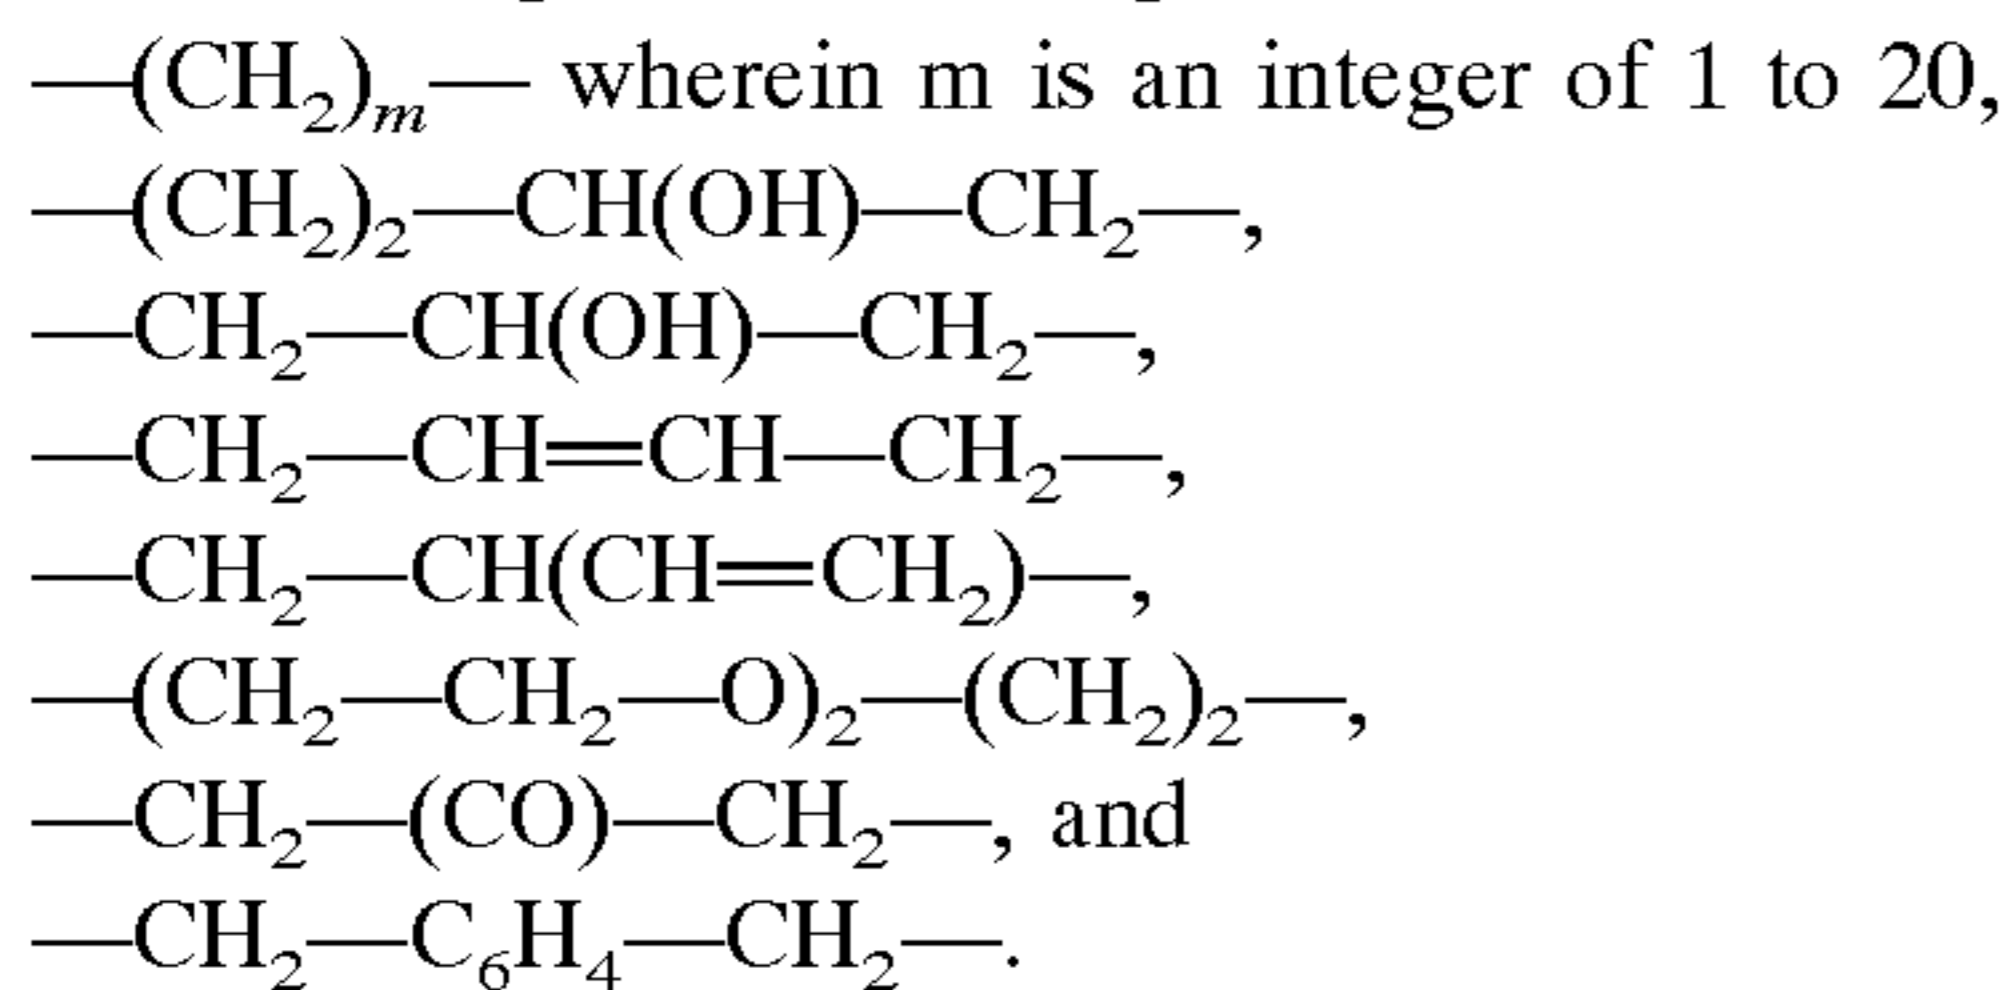 —(CH₂)ₘ— wherein m is an integer of 1 to 20,
—(CH₂)₂—CH(OH)—CH₂—,
—CH₂—CH(OH)—CH₂—,
—CH₂—CH=CH—CH₂—,
—CH₂—CH(CH=CH₂)—,
—(CH₂—CH₂—O)₂—(CH₂)₂—,
—CH₂—(CO)—CH₂—, and
—CH₂—C₆H₄—CH₂—.